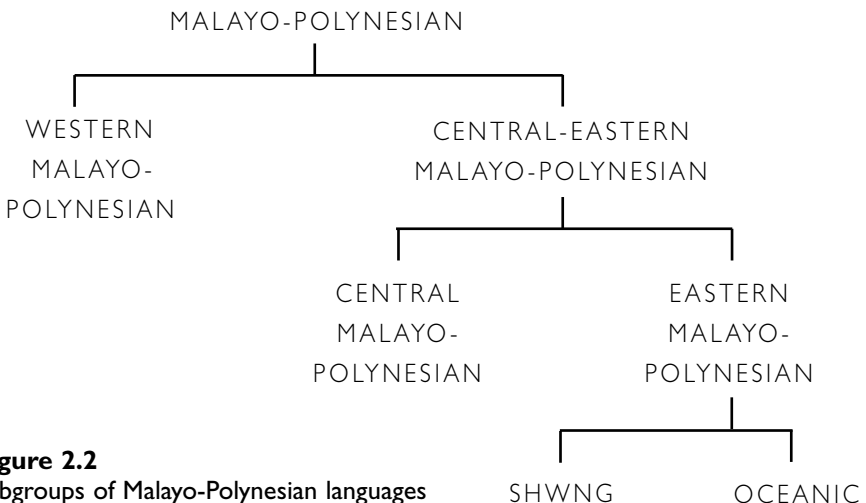 MALAYO-POLYNESIAN
WESTERN
MALAYO-
POLYNESIAN
CENTRAL-EASTERN
MALAYO-POLYNESIAN
CENTRAL
MALAYO-
POLYNESIAN
EASTERN
MALAYO-
POLYNESIAN
SHWNG
OCEANIC
gure 2.2
bgroups of Malayo-Polynesian languages